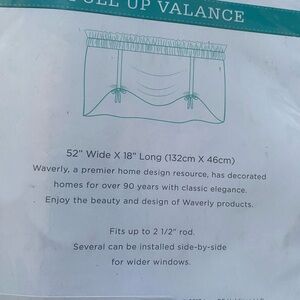 PULL UP VALANCE
52" Wide X 18" Long (132cm X 46cm)
Waverly, a premier home design resource, has decorated
homes for over 90 years with classic elegance.
Enjoy the beauty and design of Waverly products.
Fits up to 2 1/2" rod.
Several can be installed side-by-side
for wider windows.